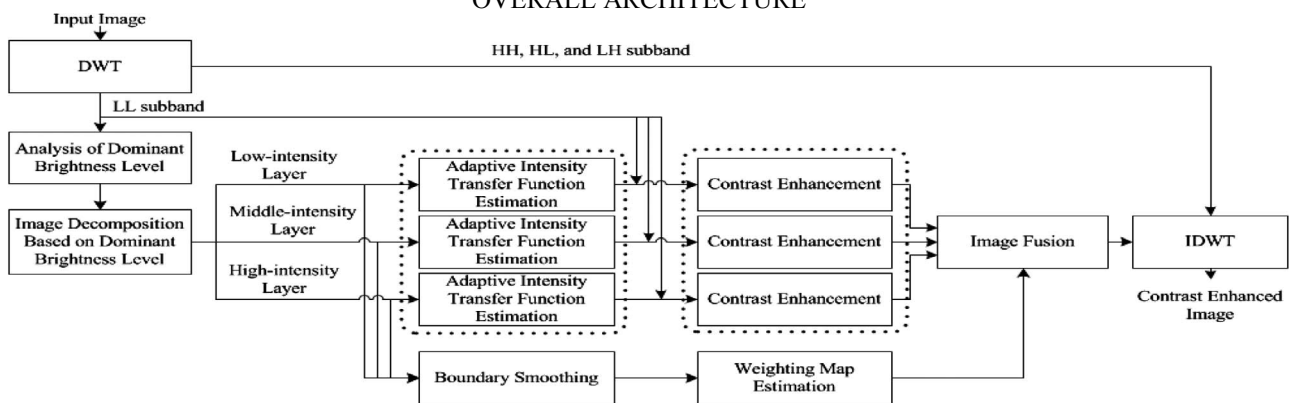 OVERALL ARCHITECTURE
Input Image
DWT
HH, HL, and LH subband
LL subband
Analysis of Dominant
Brightness Level
Image Decomposition
Based on Dominant
Brightness Level
Low-intensity
Layer
Middle-intensity
Layer
High-intensity
Layer
Adaptive Intensity
Transfer Function
Estimation
Adaptive Intensity
Transfer Function
Estimation
Adaptive Intensity
Transfer Function
Estimation
Contrast Enhancement
Contrast Enhancement
Contrast Enhancement
Boundary Smoothing
Weighting Map
Estimation
Image Fusion
IDWT
Contrast Enhanced
Image